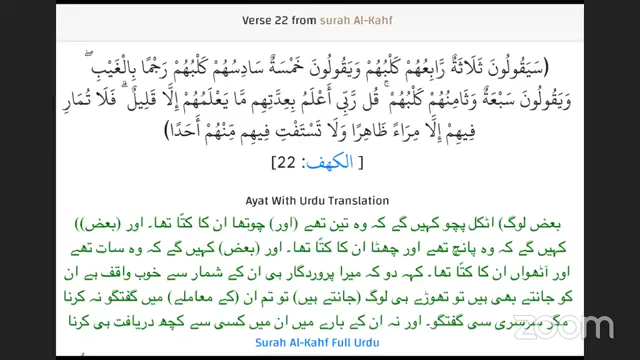 Verse 22 from surah Al-Kahf
﴿سَيَقُولُونَ ثَلَاثَةٌ رَّابِعُهُمْ كَلْبُهُمْ وَيَقُولُونَ خَمْسَةٌ سَادِسُهُمْ كَلْبُهُمْ رَجْمًا بِالْغَيْبِ ۖ
وَيَقُولُونَ سَبْعَةٌ وَثَامِنُهُمْ كَلْبُهُمْ ۚ قُل رَّبِّي أَعْلَمُ بِعِدَّتِهِم مَّا يَعْلَمُهُمْ إِلَّا قَلِيلٌ ۗ فَلَا تُمَارِ
فِيهِمْ إِلَّا مِرَاءً ظَاهِرًا وَلَا تَسْتَفْتِ فِيهِم مِّنْهُمْ أَحَدًا﴾
[ الكهف: 22]
Ayat With Urdu Translation
بعض لوگ) اٹکل پچو کہیں گے کہ وہ تین تھے (اور) چوتھا ان کا کتّا تھا۔ اور (بعض))
کہیں گے کہ وہ پانچ تھے اور چھٹا ان کا کتّا تھا۔ اور (بعض) کہیں گے کہ وہ سات تھے
اور آٹھواں ان کا کتّا تھا۔ کہہ دو کہ میرا پروردگار ہی ان کے شمار سے خوب واقف ہے ان
کو جانتے بھی ہیں تو تھوڑے ہی لوگ (جانتے ہیں) تو تم ان (کے معاملے) میں گفتگو نہ کرنا
مگر سرسری سی گفتگو۔ اور نہ ان کے بارے میں ان میں کسی سے کچھ دریافت ہی کرنا
Surah Al-Kahf Full Urdu
zoom